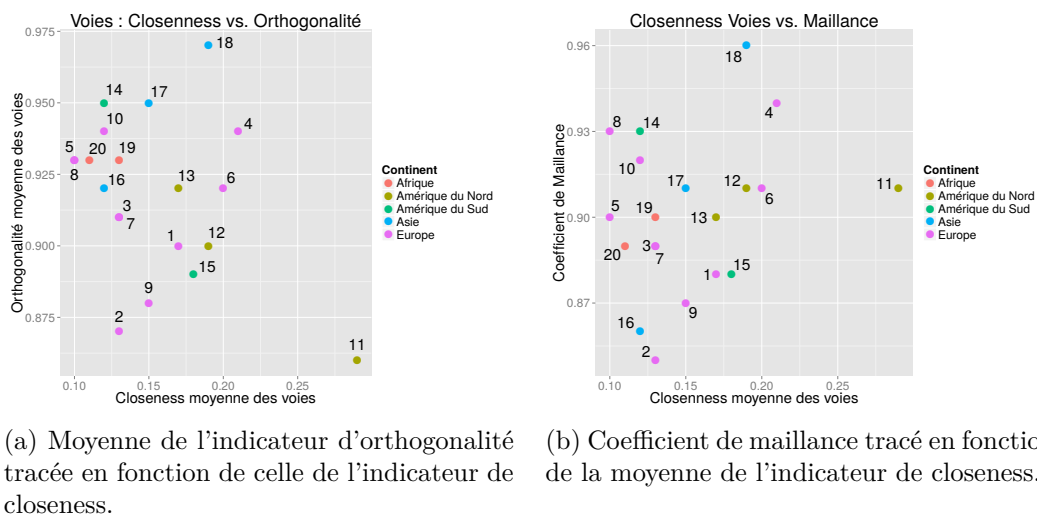 Voies : Closenness vs. Orthogonalité
Orthogonalité moyenne des voies
0.975
0.950
0.925
0.900
0.875
18
14
17
10
4
5
20
19
8
16
13
6
3
7
1
12
15
9
2
11
0.10
0.15
0.20
0.25
Closeness moyenne des voies
Continent
Afrique
Amérique du Nord
Amérique du Sud
Asie
Europe
(a) Moyenne de l'indicateur d'orthogonalité
tracée en fonction de celle de l'indicateur de
closeness.
Closenness Voies vs. Maillance
Coefficient de Maillance
0.96
0.93
0.90
0.87
18
4
8
14
10
17
12
11
6
5
19
13
20
3
7
1
15
9
16
2
0.10
0.15
0.20
0.25
Closenness moyenne des voies
Continent
Afrique
Amérique du Nord
Amérique du Sud
Asie
Europe
(b) Coefficient de maillance tracé en fonctio
de la moyenne de l'indicateur de closeness.